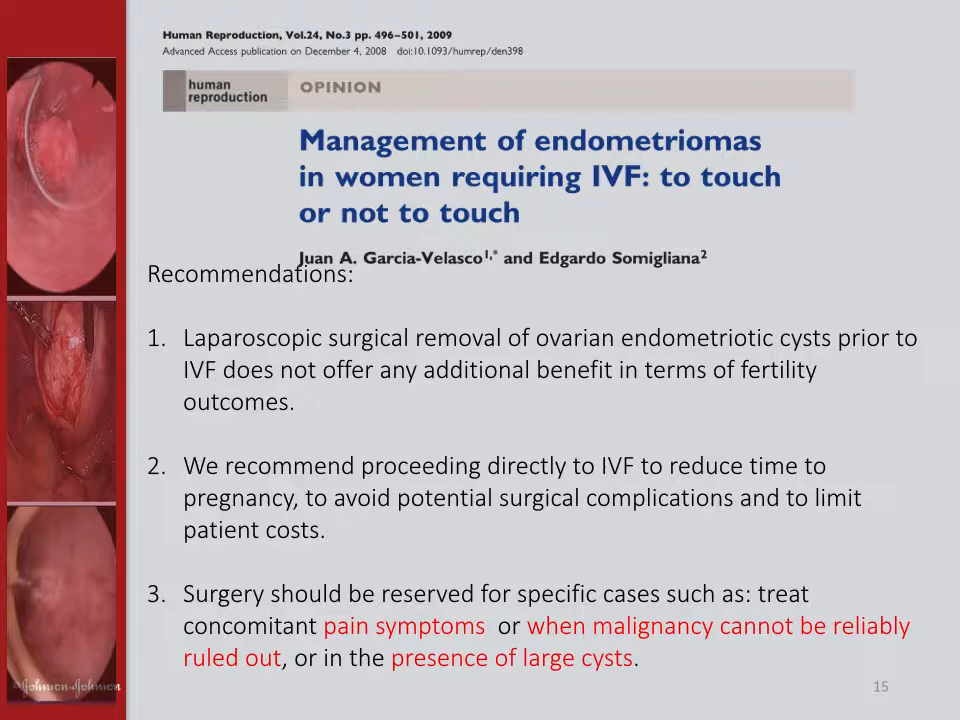 Human Reproduction, Vol.24, No.3 pp. 496–501, 2009
Advanced Access publication on December 4, 2008 doi:10.1093/humrep/den398
human
reproduction
OPINION
Management of endometriomas
in women requiring IVF: to touch
or not to touch
Juan A. Garcia-Velasco1,* and Edgardo Somigliana2
Recommendations:
1. Laparoscopic surgical removal of ovarian endometriotic cysts prior to
IVF does not offer any additional benefit in terms of fertility
outcomes.
2. We recommend proceeding directly to IVF to reduce time to
pregnancy, to avoid potential surgical complications and to limit
patient costs.
3. Surgery should be reserved for specific cases such as: treat
concomitant pain symptoms or when malignancy cannot be reliably
ruled out, or in the presence of large cysts.
Johnson-Johnson
15